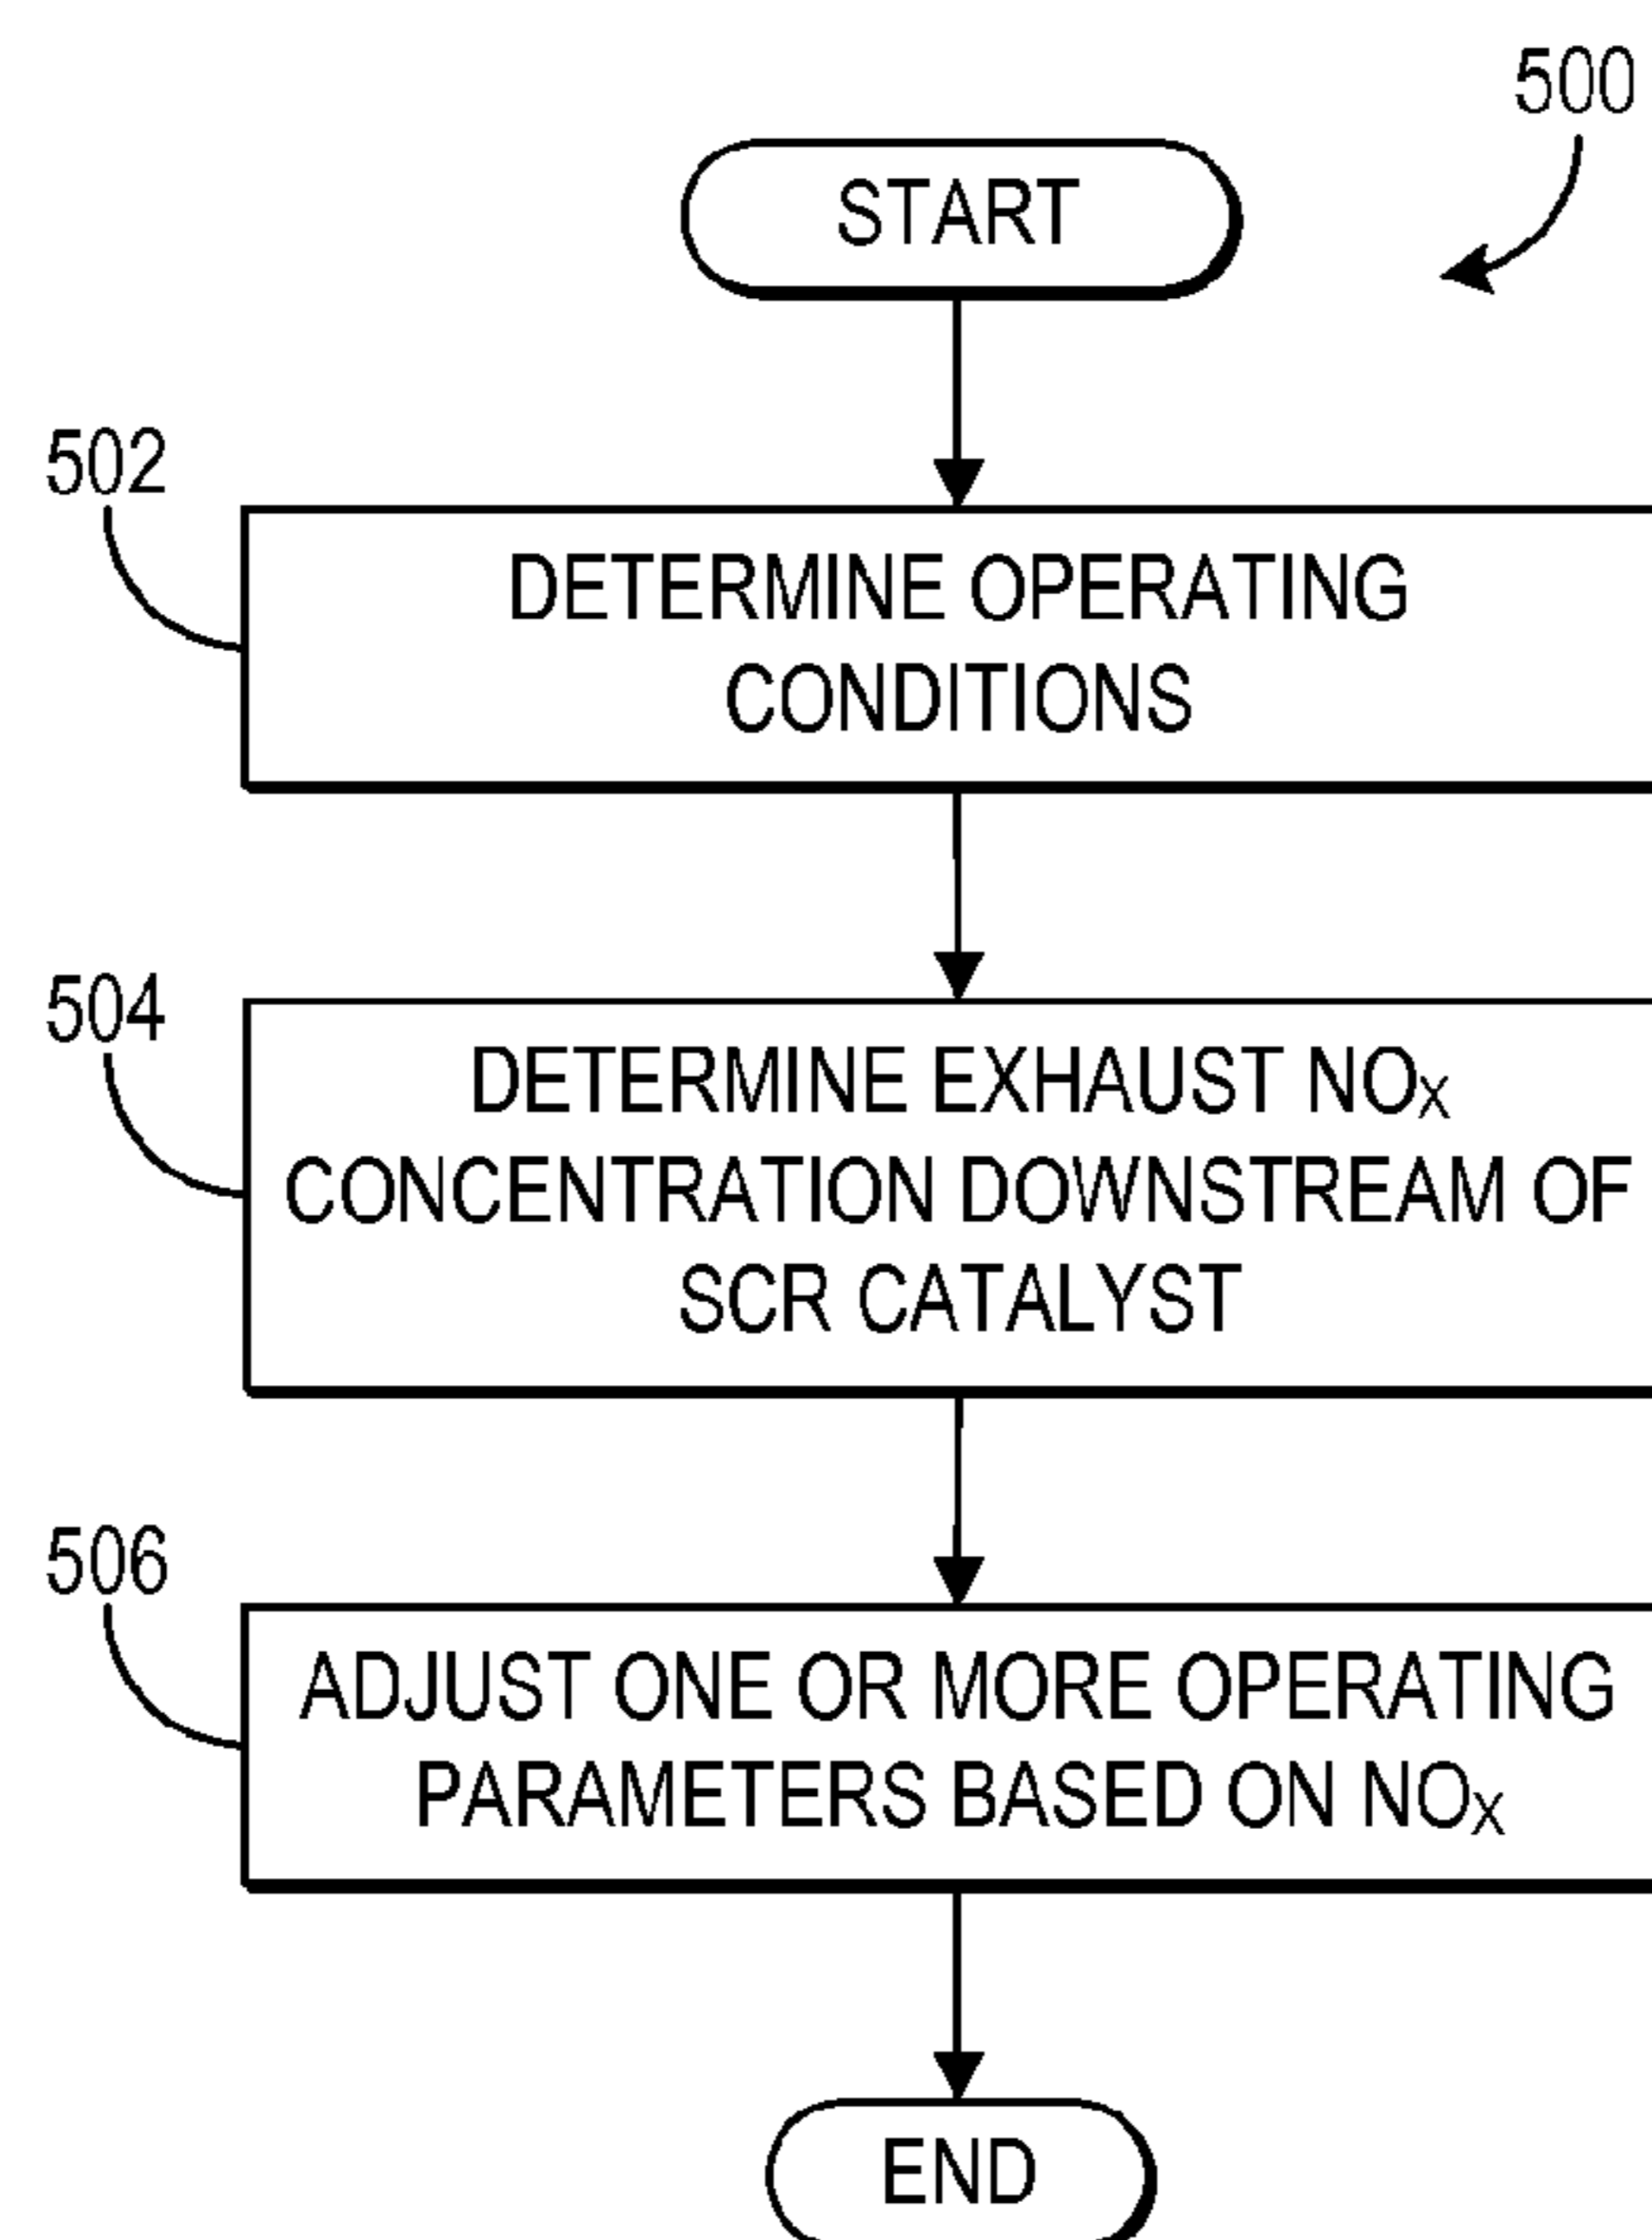 500
START
502
DETERMINE OPERATING
CONDITIONS
504
DETERMINE EXHAUST NOX
CONCENTRATION DOWNSTREAM OF
SCR CATALYST
506
ADJUST ONE OR MORE OPERATING
PARAMETERS BASED ON NOX
END